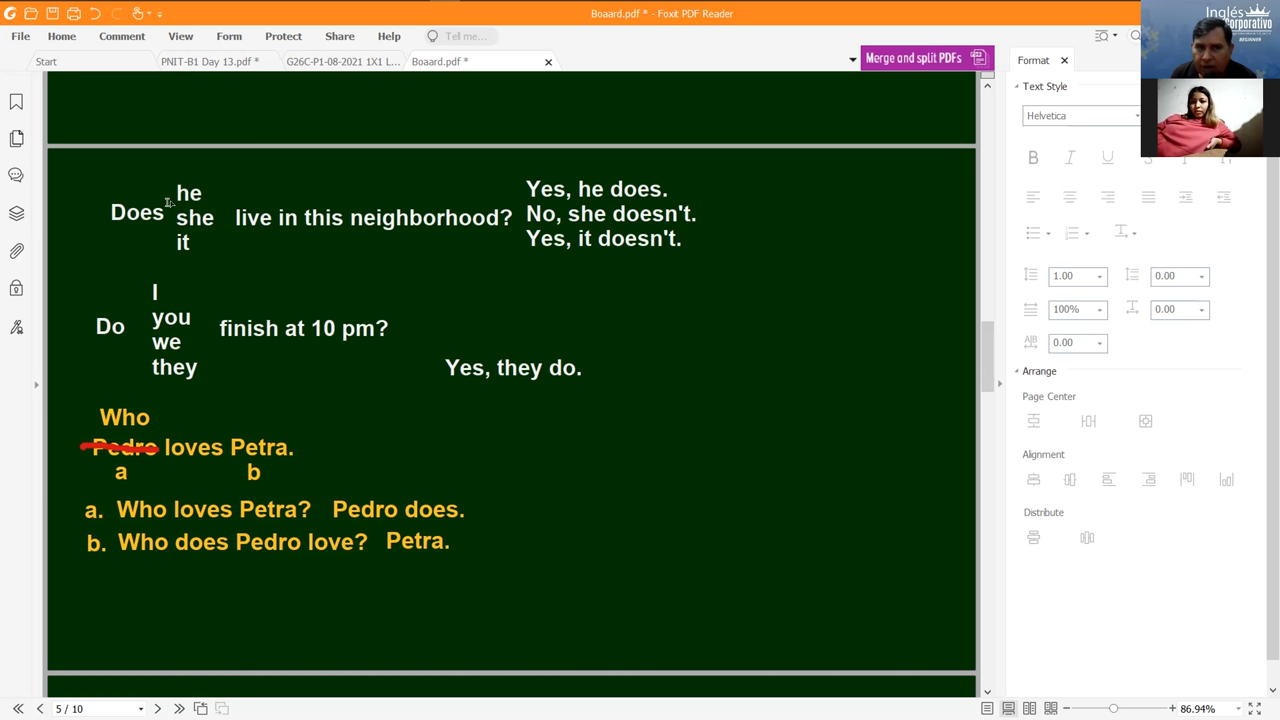 Boaard.pdf * - Foxit PDF Reader
File Home Comment View Form Protect Share Help Tell me...
Start PNIT-B1 Day 13.pdf * G26C-P1-08-2021 1X1 L... Boaard.pdf * Merge and split PDFs
Inglés
Corporativo
BEGINNER
Format
Text Style
Helvetica
B I U S
1.00 0.00
100% 0.00
0.00
Arrange
Page Center
Alignment
Distribute
Does
he
she
it
live in this neighborhood?
Yes, he does.
No, she doesn't.
Yes, it doesn't.
Do
I
you
we
they
finish at 10 pm?
Yes, they do.
Who
Pedro loves Petra.
a b
a. Who loves Petra? Pedro does.
b. Who does Pedro love? Petra.
5 / 10
86.94%